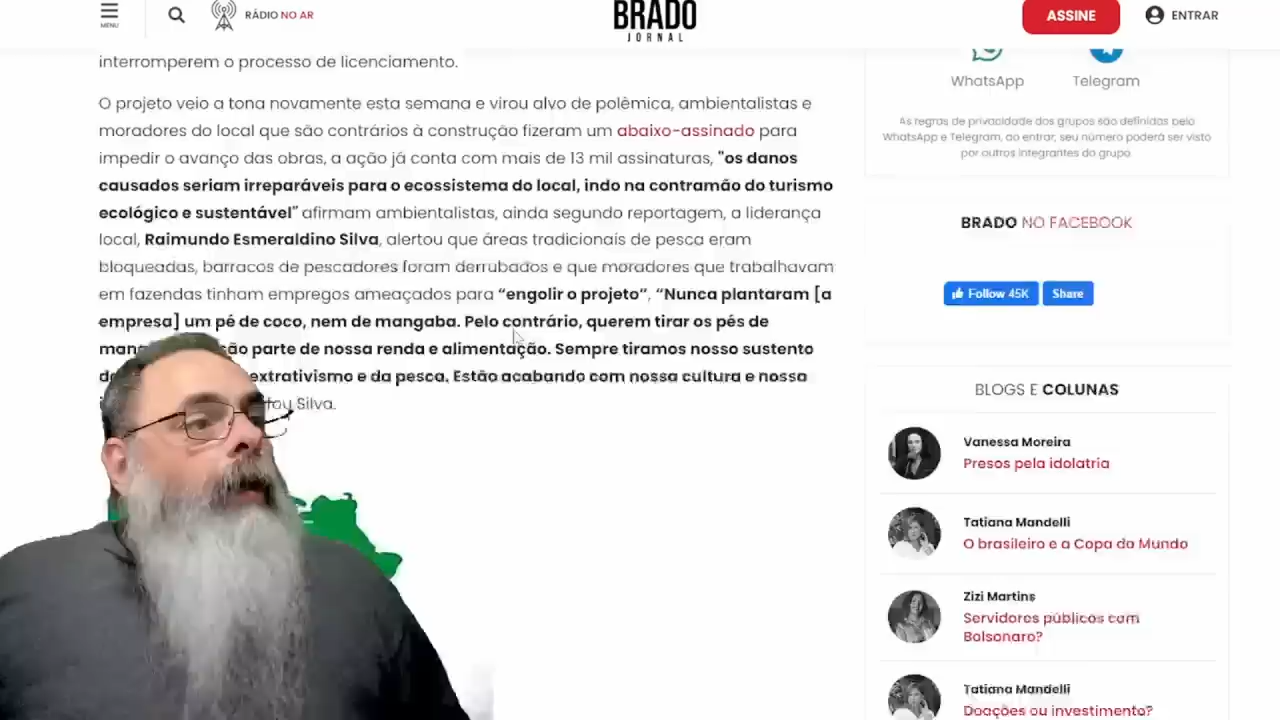 MENU
RÁDIO NO AR
BRADO
JORNAL
ASSINE
ENTRAR
interromperem o processo de licenciamento.
O projeto veio a tona novamente esta semana e virou alvo de polêmica, ambientalistas e
moradores do local que são contrários à construção fizeram um abaixo-assinado para
impedir o avanço das obras, a ação já conta com mais de 13 mil assinaturas, "os danos
causados seriam irreparáveis para o ecossistema do local, indo na contramão do turismo
ecológico e sustentável" afirmam ambientalistas, ainda segundo reportagem, a liderança
local, Raimundo Esmeraldino Silva, alertou que áreas tradicionais de pesca eram
bloqueadas, barracos de pescadores foram derrubados e que moradores que trabalhavam
em fazendas tinham empregos ameaçados para “engolir o projeto”, “Nunca plantaram [a
empresa] um pé de coco, nem de mangaba. Pelo contrário, querem tirar os pés de
parte de nossa renda e alimentação. Sempre tiramos nosso sustento
extrativismo e da pesca. Estão acabando com nossa cultura e nossa
Silva.
WhatsApp
Telegram
As regras de privacidade dos grupos são definidas pelo
WhatsApp e Telegram, ao entrar, seu número poderá ser visto
por outros integrantes do grupo.
BRADO NO FACEBOOK
Follow 45K
Share
BLOGS E COLUNAS
Vanessa Moreira
Presos pela idolatria
Tatiana Mandelli
O brasileiro e a Copa do Mundo
Zizi Martins
Servidores públicos com
Bolsonaro?
Tatiana Mandelli
Doações ou investimento?